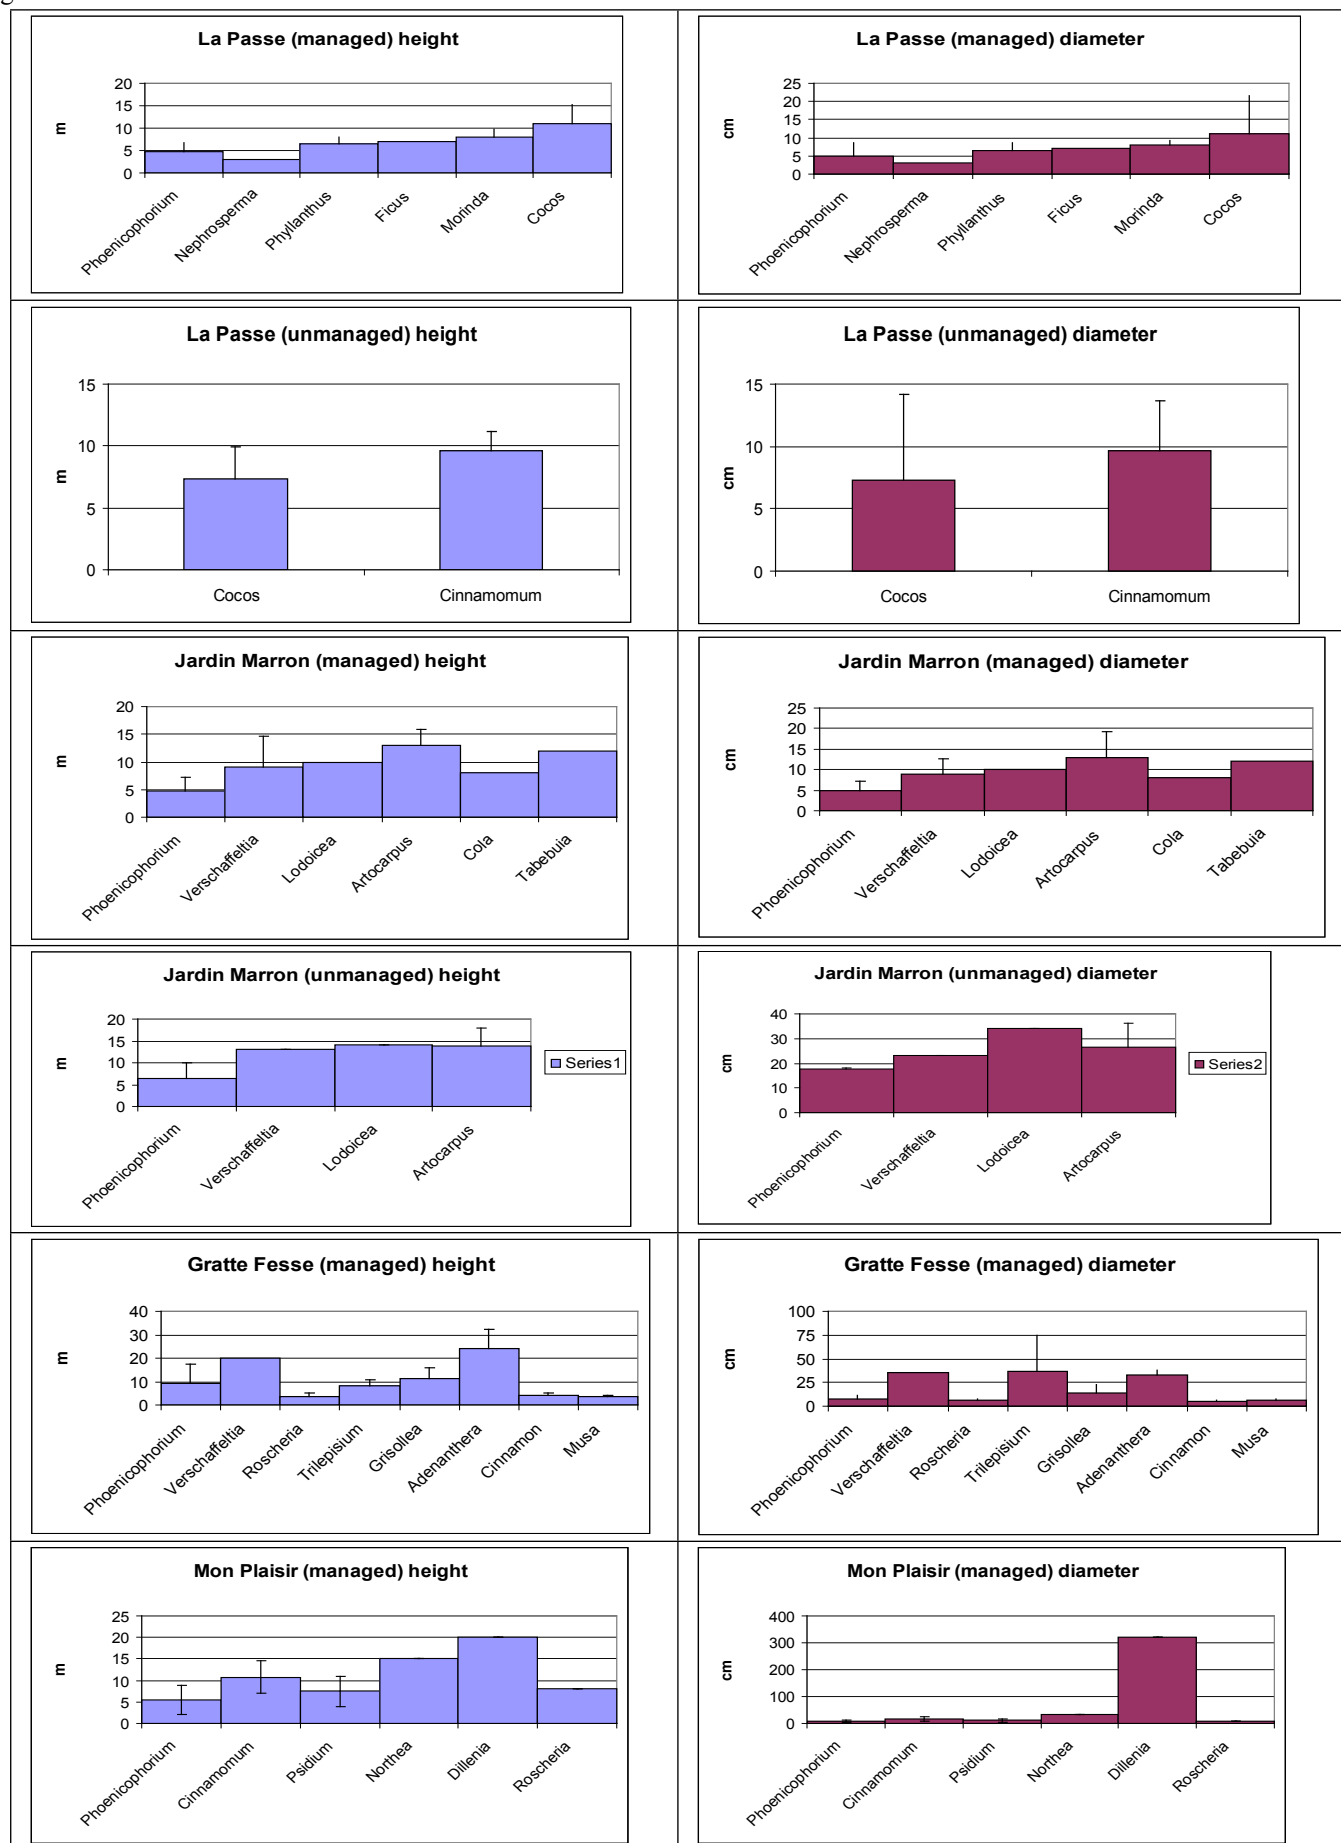 La Passe (managed) height
m
20
15
10
5
0
Phoenicophorium
Nephrosperma
Phyllanthus
Ficus
Morinda
Cocos
La Passe (managed) diameter
cm
25
20
15
10
5
0
Phoenicophorium
Nephrosperma
Phyllanthus
Ficus
Morinda
Cocos
La Passe (unmanaged) height
m
15
10
5
0
Cocos
Cinnamomum
La Passe (unmanaged) diameter
cm
15
10
5
0
Cocos
Cinnamomum
Jardin Marron (managed) height
m
20
15
10
5
0
Phoenicophorium
Verschaffeltia
Lodoicea
Artocarpus
Cola
Tabebuia
Jardin Marron (managed) diameter
cm
25
20
15
10
5
0
Phoenicophorium
Verschaffeltia
Lodoicea
Artocarpus
Cola
Tabebuia
Jardin Marron (unmanaged) height
m
20
15
10
5
0
Phoenicophorium
Verschaffeltia
Lodoicea
Artocarpus
Series1
Jardin Marron (unmanaged) diameter
cm
40
30
20
10
0
Phoenicophorium
Verschaffeltia
Lodoicea
Artocarpus
Series2
Gratte Fesse (managed) height
m
40
30
20
10
0
Phoenicophorium
Verschaffeltia
Roscheria
Trilepisium
Grisollea
Adenanthera
Cinnamon
Musa
Gratte Fesse (managed) diameter
cm
100
75
50
25
0
Phoenicophorium
Verschaffeltia
Roscheria
Trilepisium
Grisollea
Adenanthera
Cinnamon
Musa
Mon Plaisir (managed) height
m
25
20
15
10
5
0
Phoenicophorium
Cinnamomum
Psidium
Northea
Dillenia
Roscheria
Mon Plaisir (managed) diameter
cm
400
300
200
100
0
Phoenicophorium
Cinnamomum
Psidium
Northea
Dillenia
Roscheria